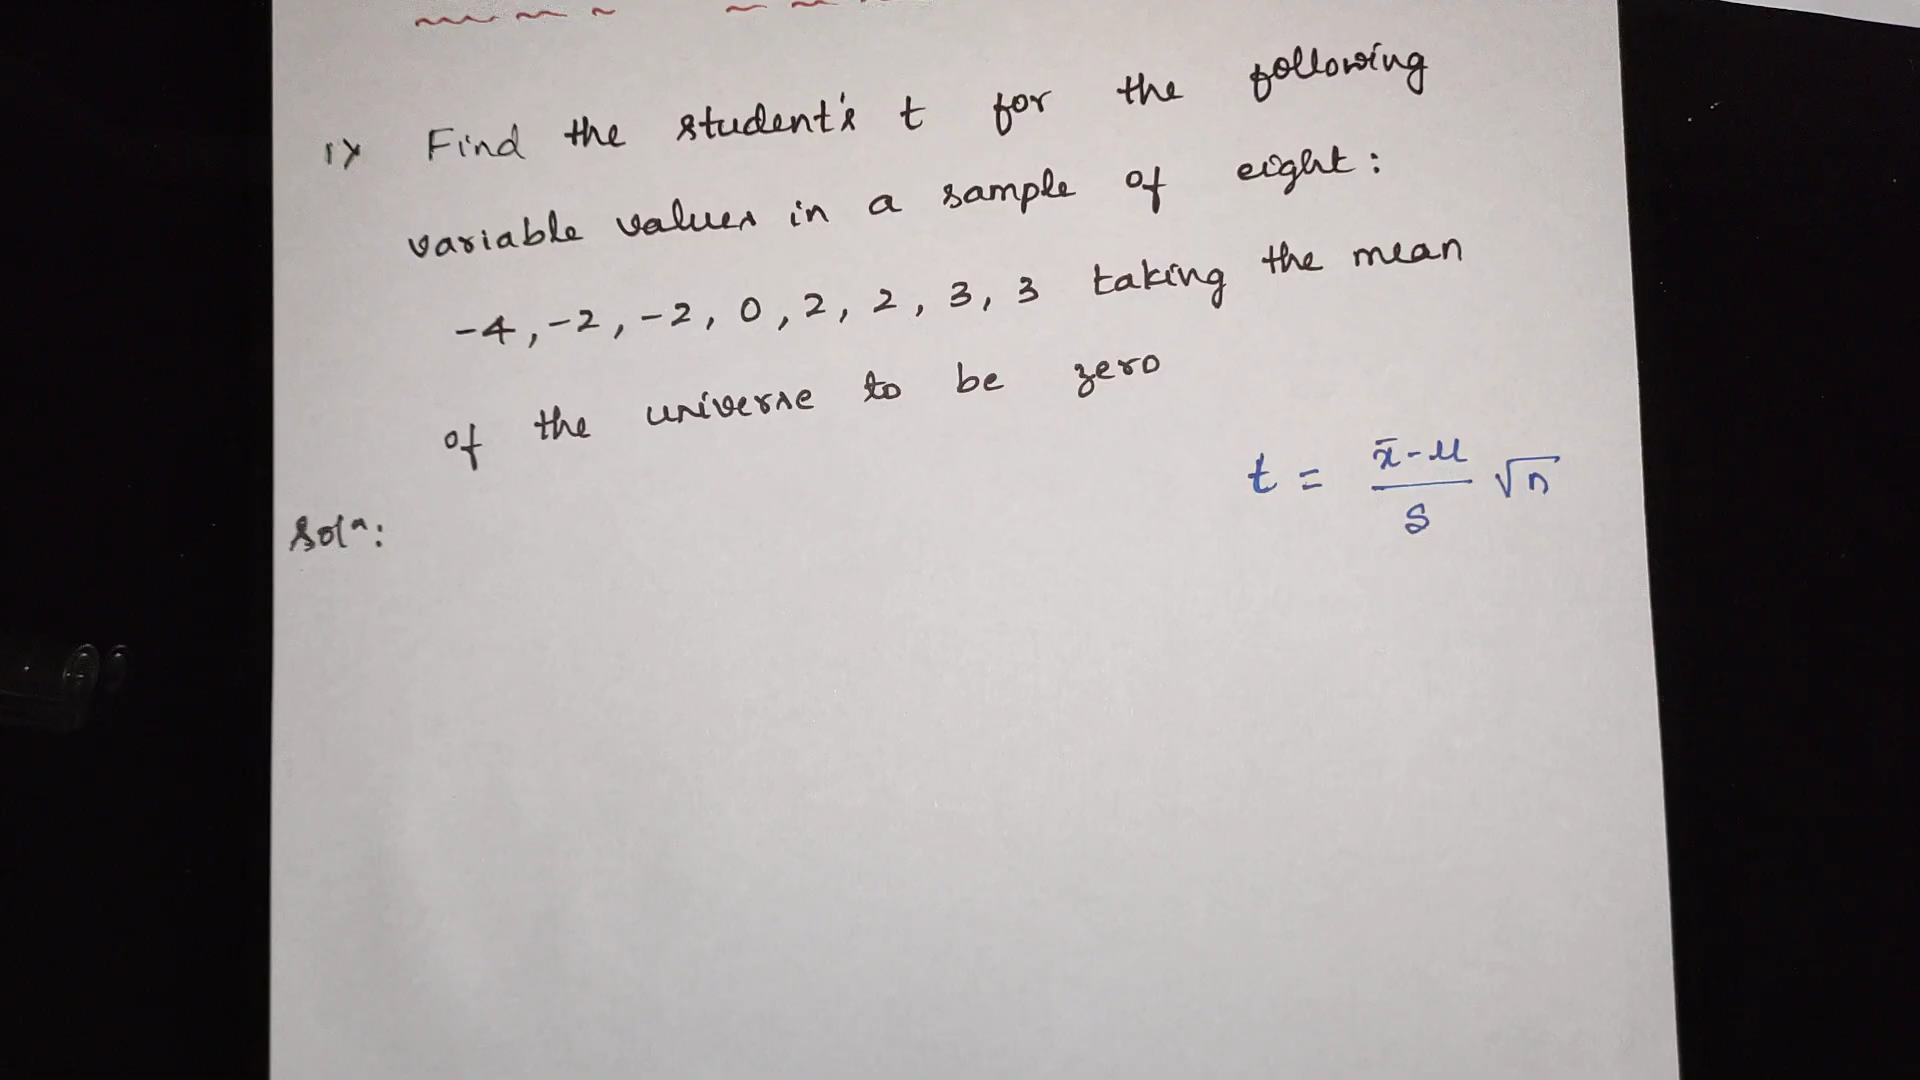 1) Find the student's t for the following
variable values in a sample of eight:
-4, -2, -2, 0, 2, 2, 3, 3 taking the mean
of the universe to be zero
t = x̄-μ / s √n
Solⁿ: